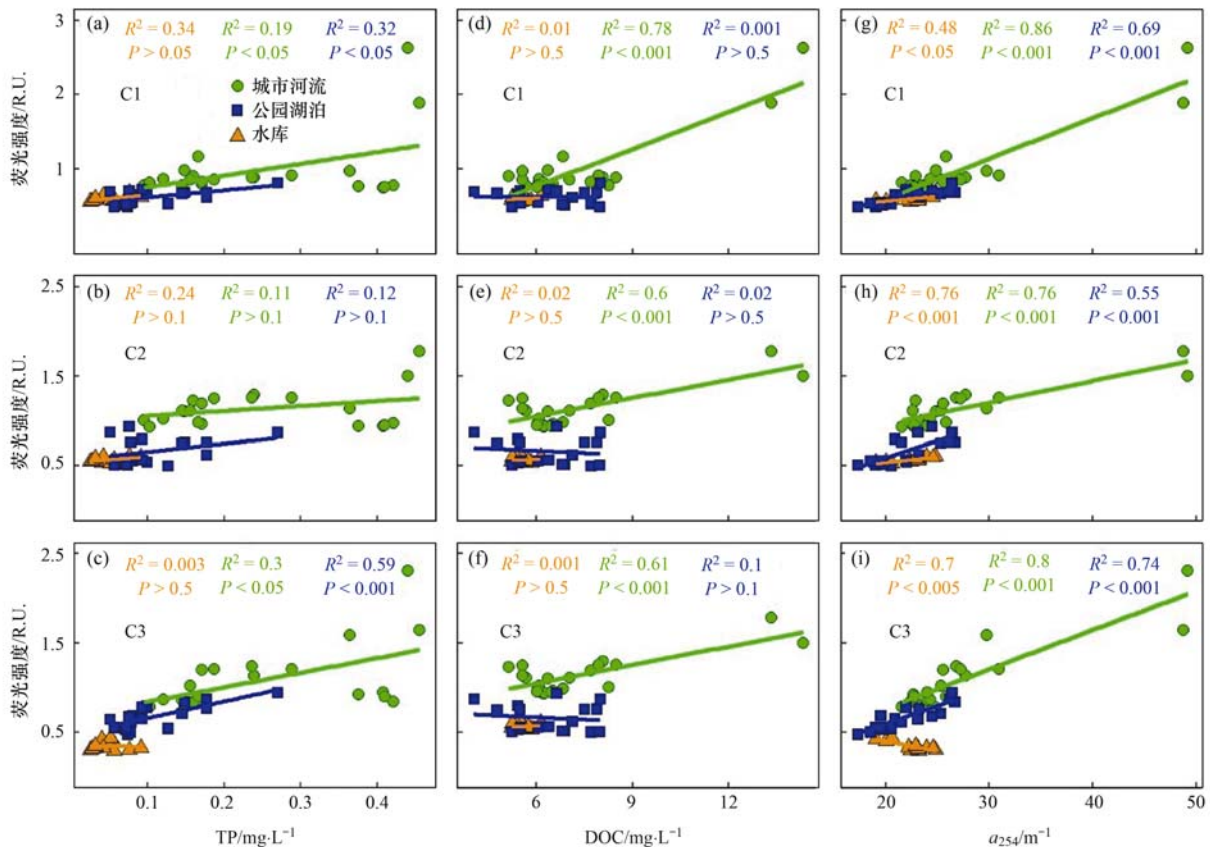 (a) R² = 0.34 R² = 0.19 R² = 0.32
P > 0.05 P < 0.05 P < 0.05
C1
城市河流
公园湖泊
水库
3
2
1
荧光强度/R.U.
(d) R² = 0.01 R² = 0.78 R² = 0.001
P > 0.5 P < 0.001 P > 0.5
C1
(g) R² = 0.48 R² = 0.86 R² = 0.69
P < 0.05 P < 0.001 P < 0.001
C1
(b) R² = 0.24 R² = 0.11 R² = 0.12
P > 0.1 P > 0.1 P > 0.1
C2
2.5
1.5
0.5
荧光强度/R.U.
(e) R² = 0.02 R² = 0.6 R² = 0.02
P > 0.5 P < 0.001 P > 0.5
C2
(h) R² = 0.76 R² = 0.76 R² = 0.55
P < 0.001 P < 0.001 P < 0.001
C2
(c) R² = 0.003 R² = 0.3 R² = 0.59
P > 0.5 P < 0.05 P < 0.001
C3
2.5
1.5
0.5
荧光强度/R.U.
0.1 0.2 0.3 0.4
TP/mg·L⁻¹
(f) R² = 0.001 R² = 0.61 R² = 0.1
P > 0.5 P < 0.001 P > 0.1
C3
6 9 12
DOC/mg·L⁻¹
(i) R² = 0.7 R² = 0.8 R² = 0.74
P < 0.005 P < 0.001 P < 0.001
C3
20 30 40 50
a₂₅₄/m⁻¹